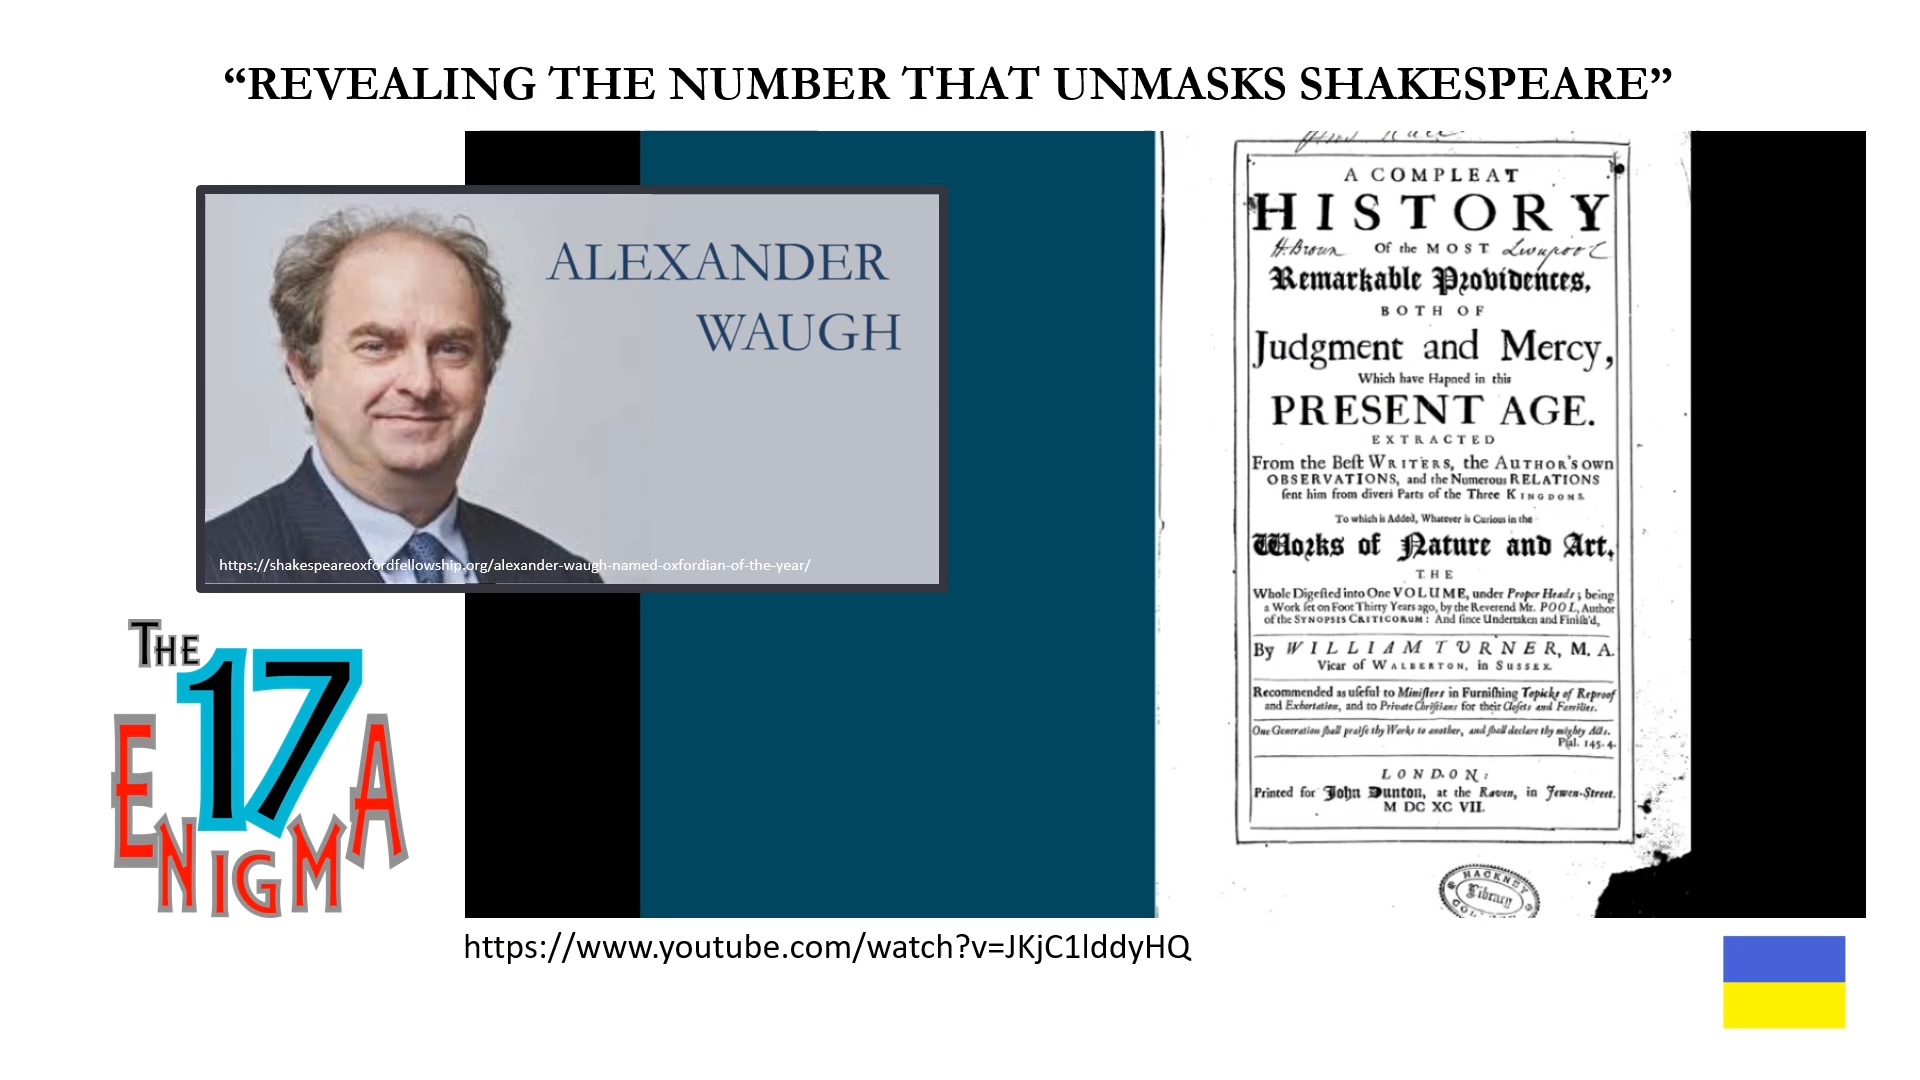 “REVEALING THE NUMBER THAT UNMASKS SHAKESPEARE”
ALEXANDER
WAUGH
https://shakespeareoxfordfellowship.org/alexander-waugh-named-oxfordian-of-the-year/
THE
17
ENIGMA
A COMPLEAT
HISTORY
H. Brown Of the MOST Liverpool
Remarkable Providences,
BOTH OF
Judgment and Mercy,
Which have Hapned in this
PRESENT AGE.
EXTRACTED
From the Beſt WRITERS, the AUTHOR'S own
OBSERVATIONS, and the Numerous RELATIONS
ſent him from divers Parts of the Three KINGDOMS.
To which is Added, Whatever is Curious in the
Works of Nature and Art,
THE
Whole Digeſted into One VOLUME, under Proper Heads; being
a Work ſet on Foot Thirty Years ago, by the Reverend Mr. POOL, Author
of the SYNOPSIS CRITICORUM: And ſince Undertaken and Finiſh'd,
By WILLIAM TURNER, M. A.
Vicar of WALBERTON, in SUSSEX.
Recommended as uſeful to Miniſters in Furniſhing Topicks of Reproof
and Exhortation, and to Private Chriſtians for their Cloſets and Families.
One Generation ſhall praiſe thy Works to another, and ſhall declare thy mighty Acts.
Pſal. 145. 4.
LONDON:
Printed for John Dunton, at the Raven, in Jewen-Street.
M DC XC VII.
HACKNEY
Library
https://www.youtube.com/watch?v=JKjC1lddyHQ